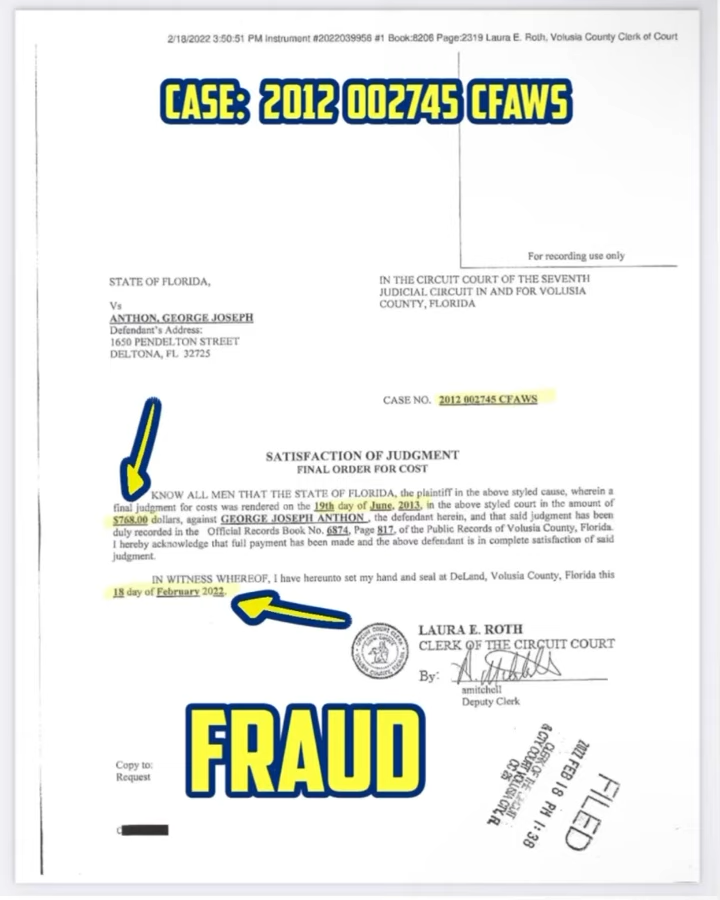 2/18/2022 3:50:51 PM Instrument #2022039958 #1 Book:8206 Page:2319 Laura E. Roth, Volusia County Clerk of Court
CASE: 2012 002745 CFAWS
For recording use only
STATE OF FLORIDA,
Vs
ANTHON, GEORGE JOSEPH
Defendant's Address:
1650 PENDELTON STREET
DELTONA, FL 32725
IN THE CIRCUIT COURT OF THE SEVENTH
JUDICIAL CIRCUIT IN AND FOR VOLUSIA
COUNTY, FLORIDA
CASE NO. 2012 002745 CFAWS
SATISFACTION OF JUDGMENT
FINAL ORDER FOR COST
KNOW ALL MEN THAT THE STATE OF FLORIDA, the plaintiff in the above styled cause, wherein a
final judgment for costs was rendered on the 19th day of June, 2013, in the above styled court in the amount of
$768.00 dollars, against GEORGE JOSEPH ANTHON, the defendant herein, and that said judgment has been
duly recorded in the Official Records Book No. 6874, Page 817, of the Public Records of Volusia County, Florida.
I hereby acknowledge that full payment has been made and the above defendant is in complete satisfaction of said
judgment.
IN WITNESS WHEREOF, I have hereunto set my hand and seal at DeLand, Volusia County, Florida this
18 day of February 2022.
LAURA E. ROTH
CLERK OF THE CIRCUIT COURT
By:
amitchell
Deputy Clerk
FRAUD
Copy to:
Request
FILED
2022 FEB 18 PM 1:38
CLERK OF THE CIRCUIT
& CTY COURT VOLUSIA CTY, FL